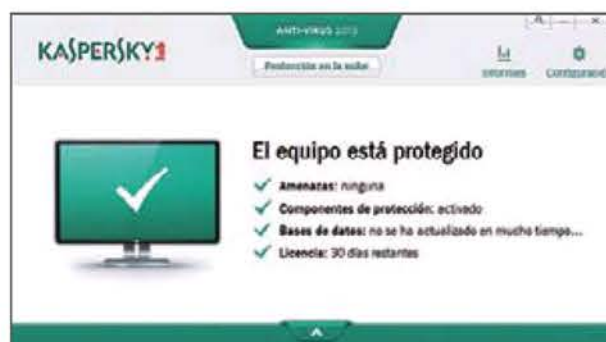 ANTI-VIRUS 2013
KASPERSKY
Protección en la nube
Informes
Configuración
El equipo está protegido
Amenazas: ninguna
Componentes de protección: activado
Bases de datos: no se ha actualizado en mucho tiempo...
Licencia: 30 días restantes